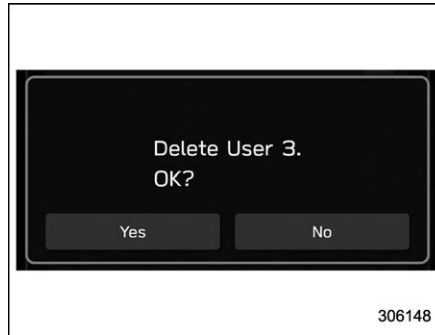 Delete User 3.
OK?
Yes
No
306148